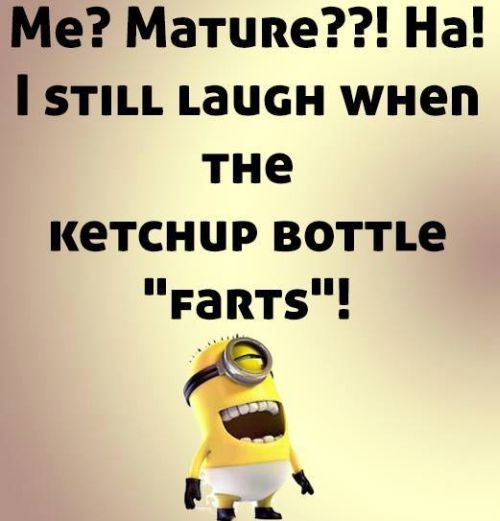 Me? Mature??! Ha!
I still laugh when
the
ketchup bottle
"farts"!